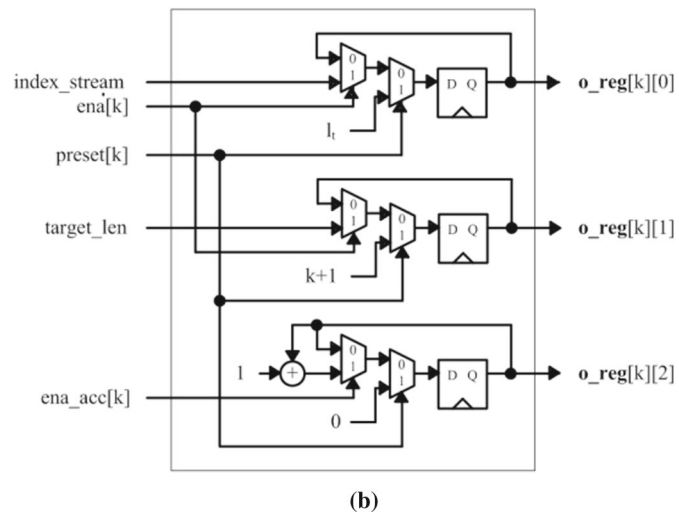 0
1
0
1
D Q
o_reg[k][0]
index_stream
ena[k]
l_t
preset[k]
0
1
0
1
D Q
o_reg[k][1]
target_len
k+1
0
1
0
1
D Q
o_reg[k][2]
1
+
ena_acc[k]
0
(b)